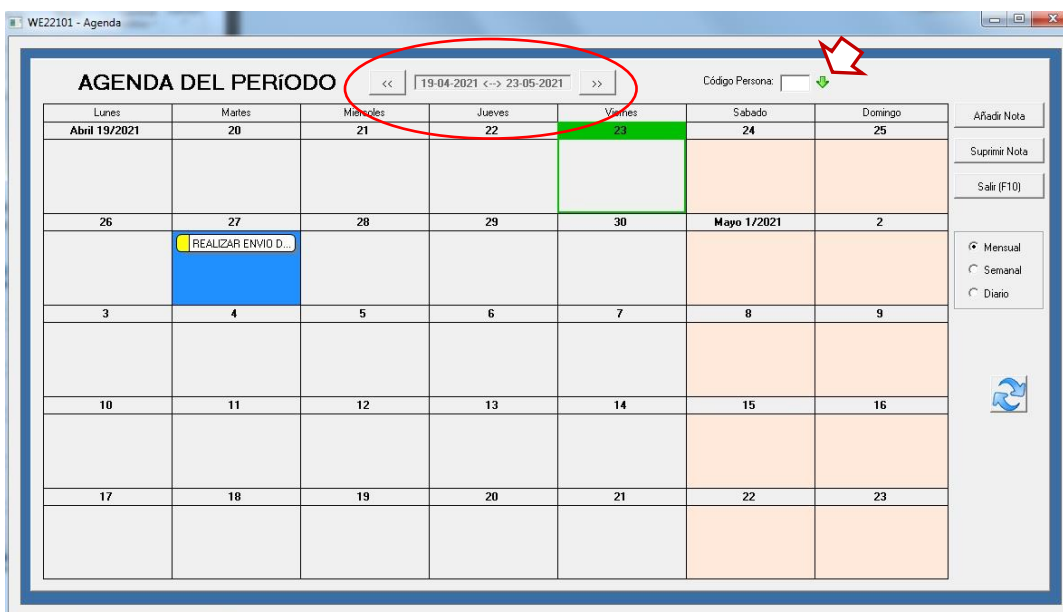 WE22101 - Agenda
AGENDA DEL PERíODO << 19-04-2021 <--> 23-05-2021 >> Código Persona:
Lunes Martes Miércoles Jueves Viernes Sabado Domingo
Abril 19/2021 20 21 22 23 24 25
Añadir Nota
Suprimir Nota
Salir (F10)
26 27 28 29 30 Mayo 1/2021 2
REALIZAR ENVIO D...
Mensual
Semanal
Diario
3 4 5 6 7 8 9
10 11 12 13 14 15 16
17 18 19 20 21 22 23